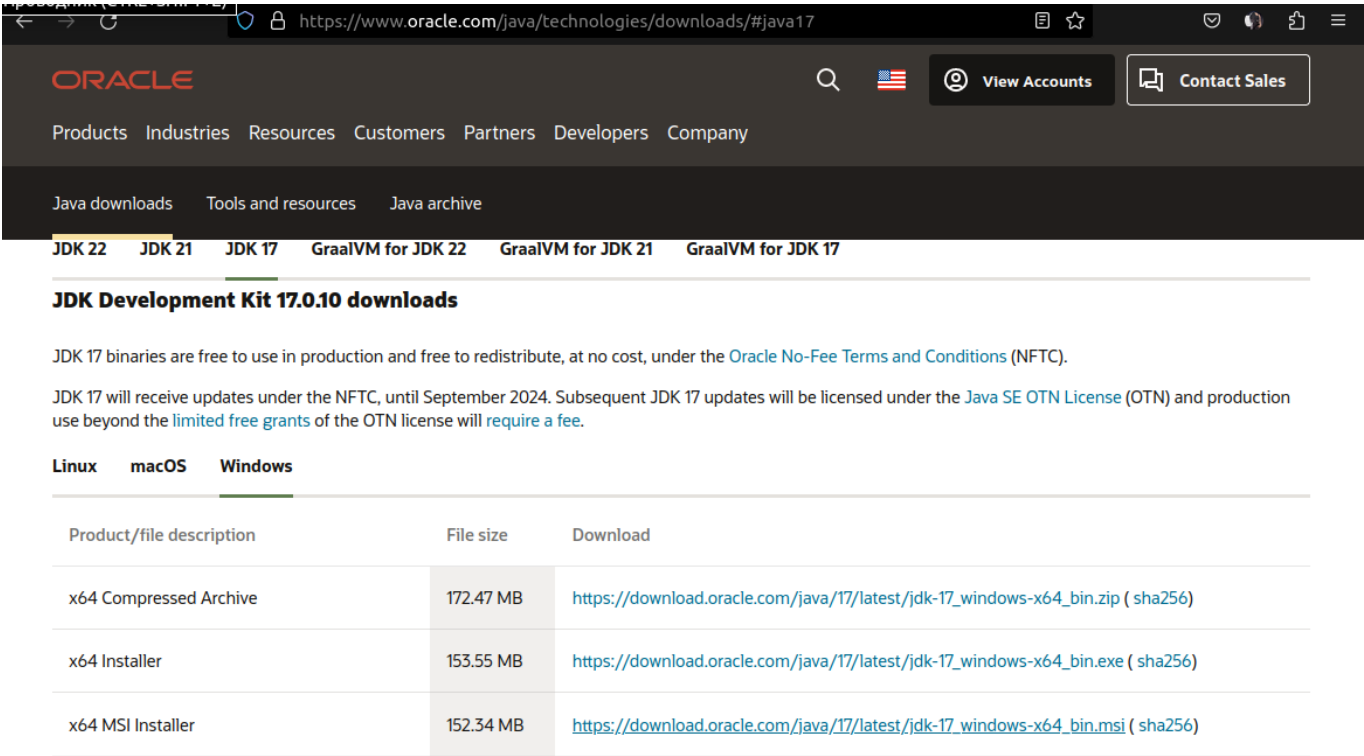 Проводник (CTRL+SHIFT+E)
https://www.oracle.com/java/technologies/downloads/#java17
ORACLE
View Accounts
Contact Sales
Products Industries Resources Customers Partners Developers Company
Java downloads Tools and resources Java archive
JDK 22 JDK 21 JDK 17 GraalVM for JDK 22 GraalVM for JDK 21 GraalVM for JDK 17
JDK Development Kit 17.0.10 downloads
JDK 17 binaries are free to use in production and free to redistribute, at no cost, under the Oracle No-Fee Terms and Conditions (NFTC).
JDK 17 will receive updates under the NFTC, until September 2024. Subsequent JDK 17 updates will be licensed under the Java SE OTN License (OTN) and production
use beyond the limited free grants of the OTN license will require a fee.
Linux macOS Windows
Product/file description File size Download
x64 Compressed Archive 172.47 MB https://download.oracle.com/java/17/latest/jdk-17_windows-x64_bin.zip ( sha256)
x64 Installer 153.55 MB https://download.oracle.com/java/17/latest/jdk-17_windows-x64_bin.exe ( sha256)
x64 MSI Installer 152.34 MB https://download.oracle.com/java/17/latest/jdk-17_windows-x64_bin.msi ( sha256)